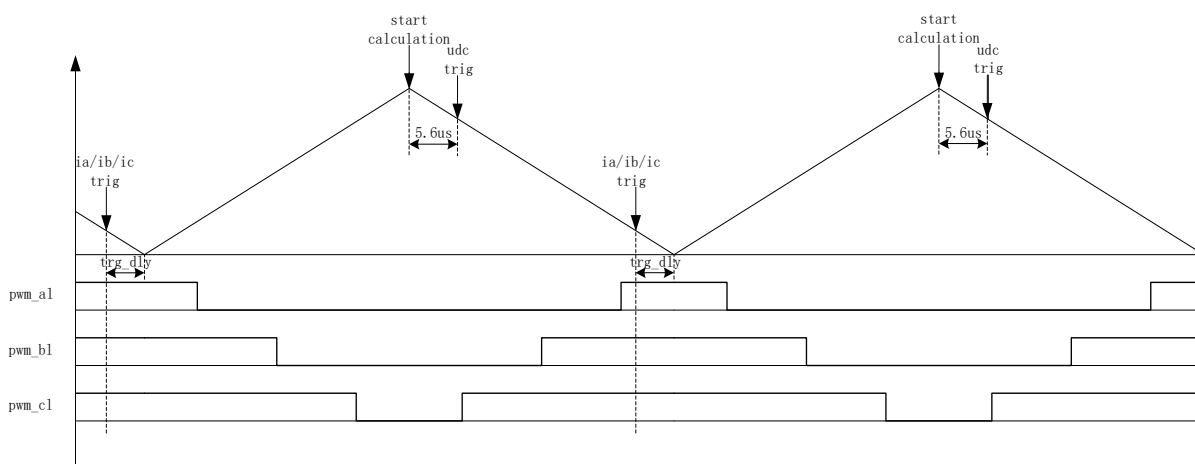 start
calculation
udc
trig
5.6us
ia/ib/ic
trig
trg_dly
ia/ib/ic
trig
trg_dly
start
calculation
udc
trig
5.6us
pwm_al
pwm_bl
pwm_cl